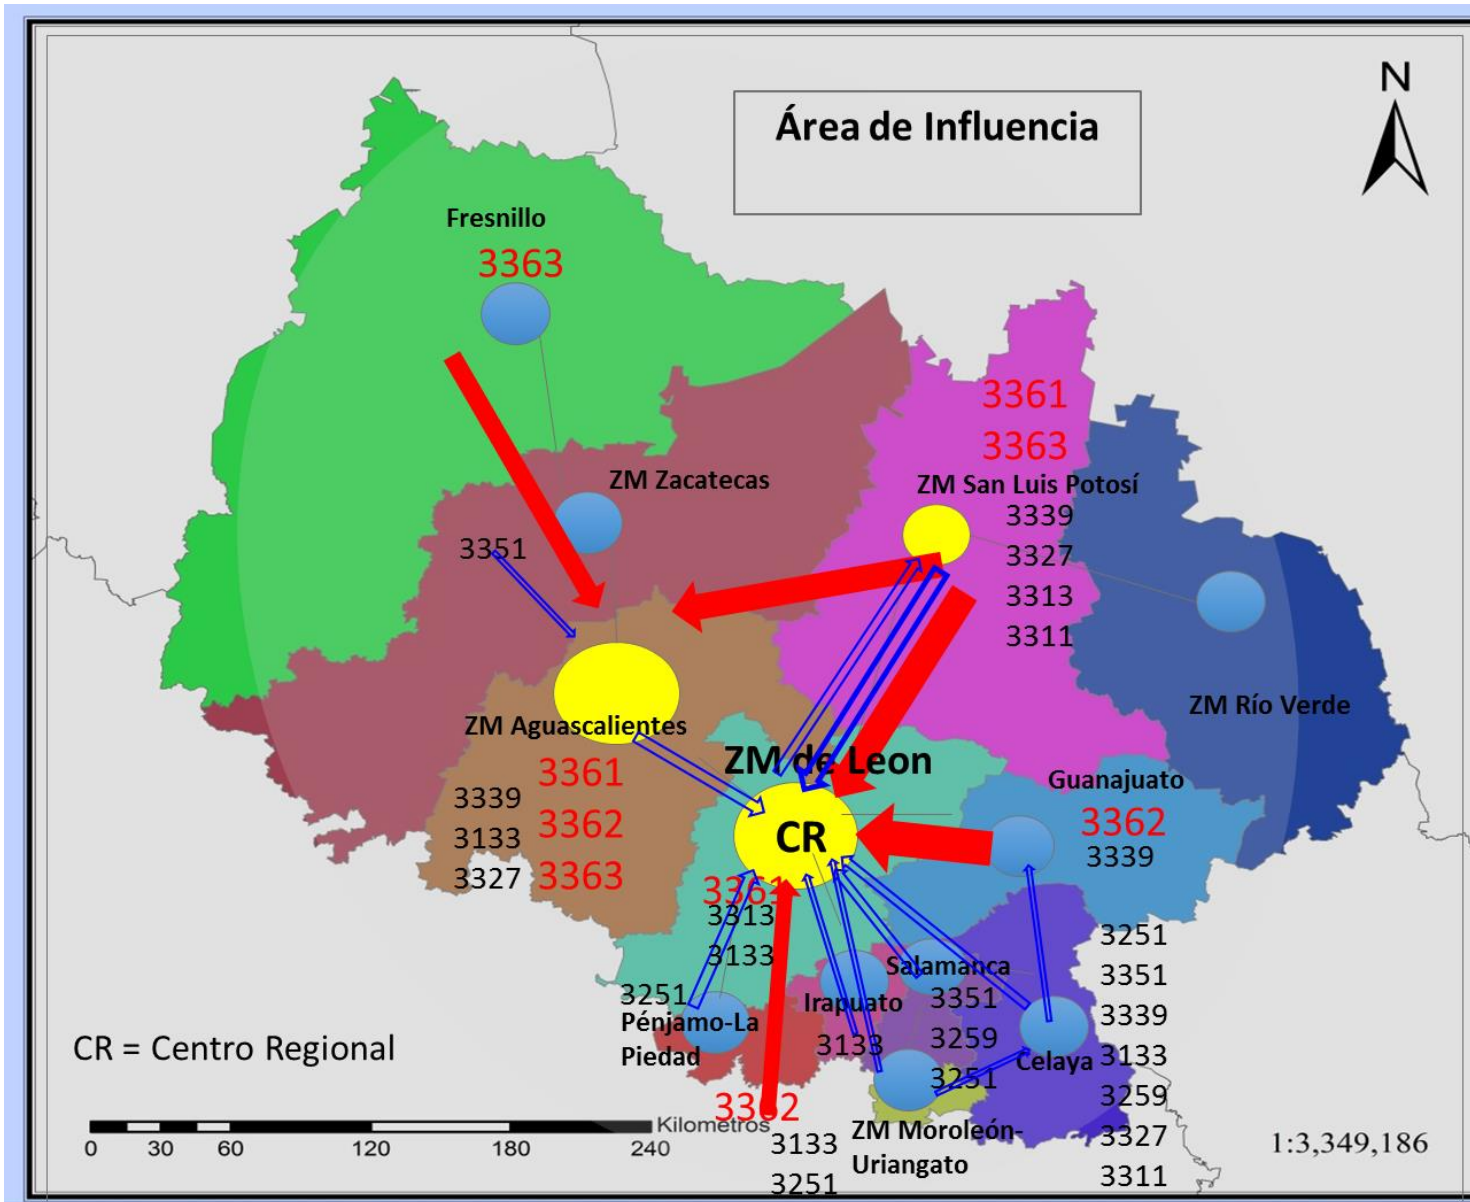 Área de Influencia
N
Fresnillo
3363
ZM Zacatecas
3351
3361
3363
ZM San Luis Potosí
3339
3327
3313
3311
ZM Río Verde
ZM Aguascalientes
3361
3362
3363
3339
3133
3327
ZM de Leon
CR
3361
3313
3133
Guanajuato
3362
3339
3251
Pénjamo-La
Piedad
3362
3133
3251
Irapuato
3133
Salamanca
3351
3259
3251
Celaya
3251
3351
3339
3133
3259
3327
3311
ZM Moroleón-
Uriangato
CR = Centro Regional
Kilometros
0 30 60 120 180 240
1:3,349,186